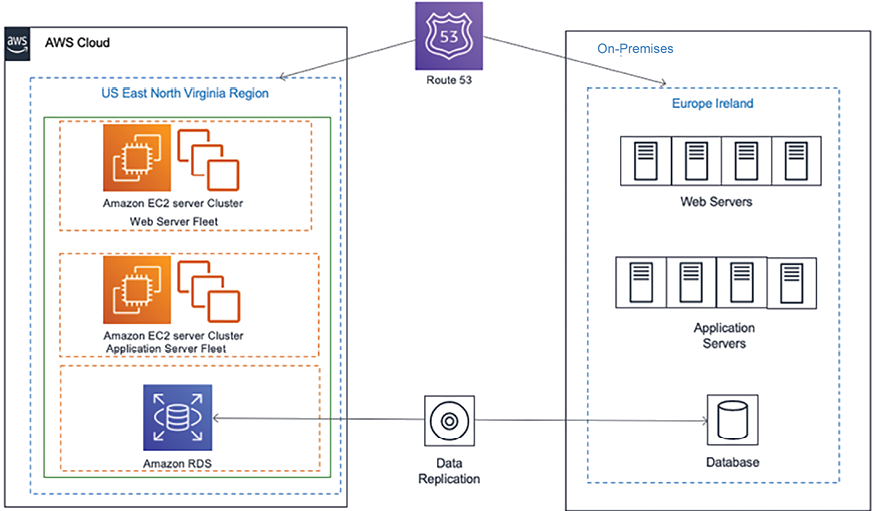 aws
AWS Cloud
US East North Virginia Region
Amazon EC2 server Cluster
Web Server Fleet
Amazon EC2 server Cluster
Application Server Fleet
Amazon RDS
53
Route 53
Data
Replication
On-Premises
Europe Ireland
Web Servers
Application
Servers
Database